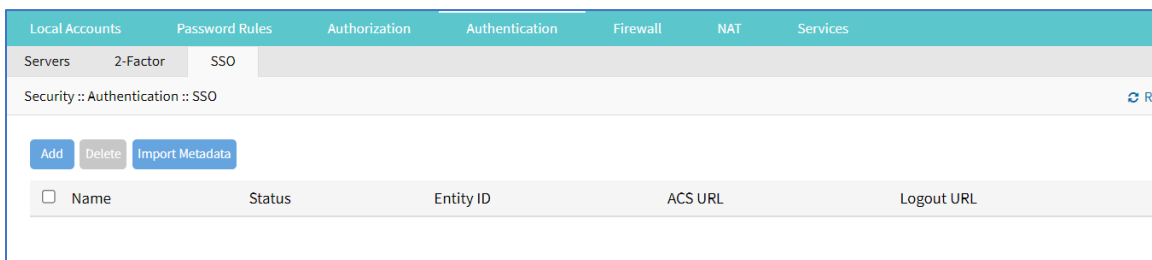 Local Accounts Password Rules Authorization Authentication Firewall NAT Services
Servers 2-Factor SSO
Security :: Authentication :: SSO R
Add Delete Import Metadata
Name Status Entity ID ACS URL Logout URL